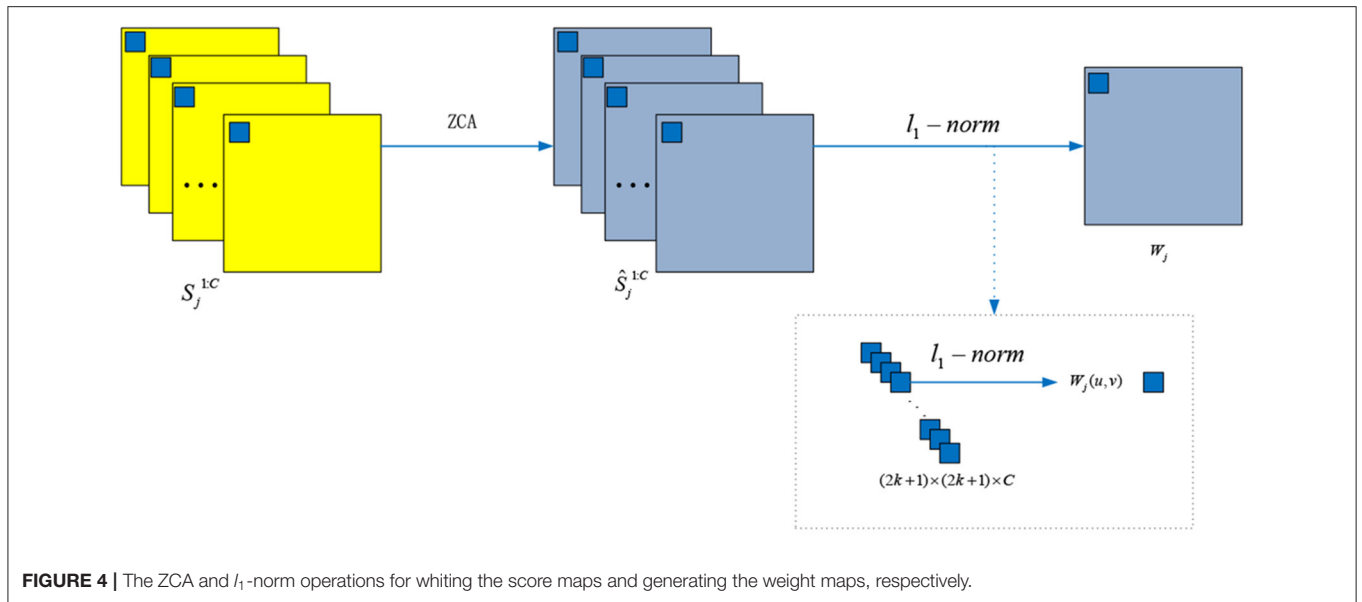 ZCA
l₁ − norm
• • •
• • •
S_j^{1:C}
Ŝ_j^{1:C}
W_j
l₁ − norm
W_j(u,v)
(2k+1)×(2k+1)×C
FIGURE 4 | The ZCA and l₁-norm operations for whiting the score maps and generating the weight maps, respectively.